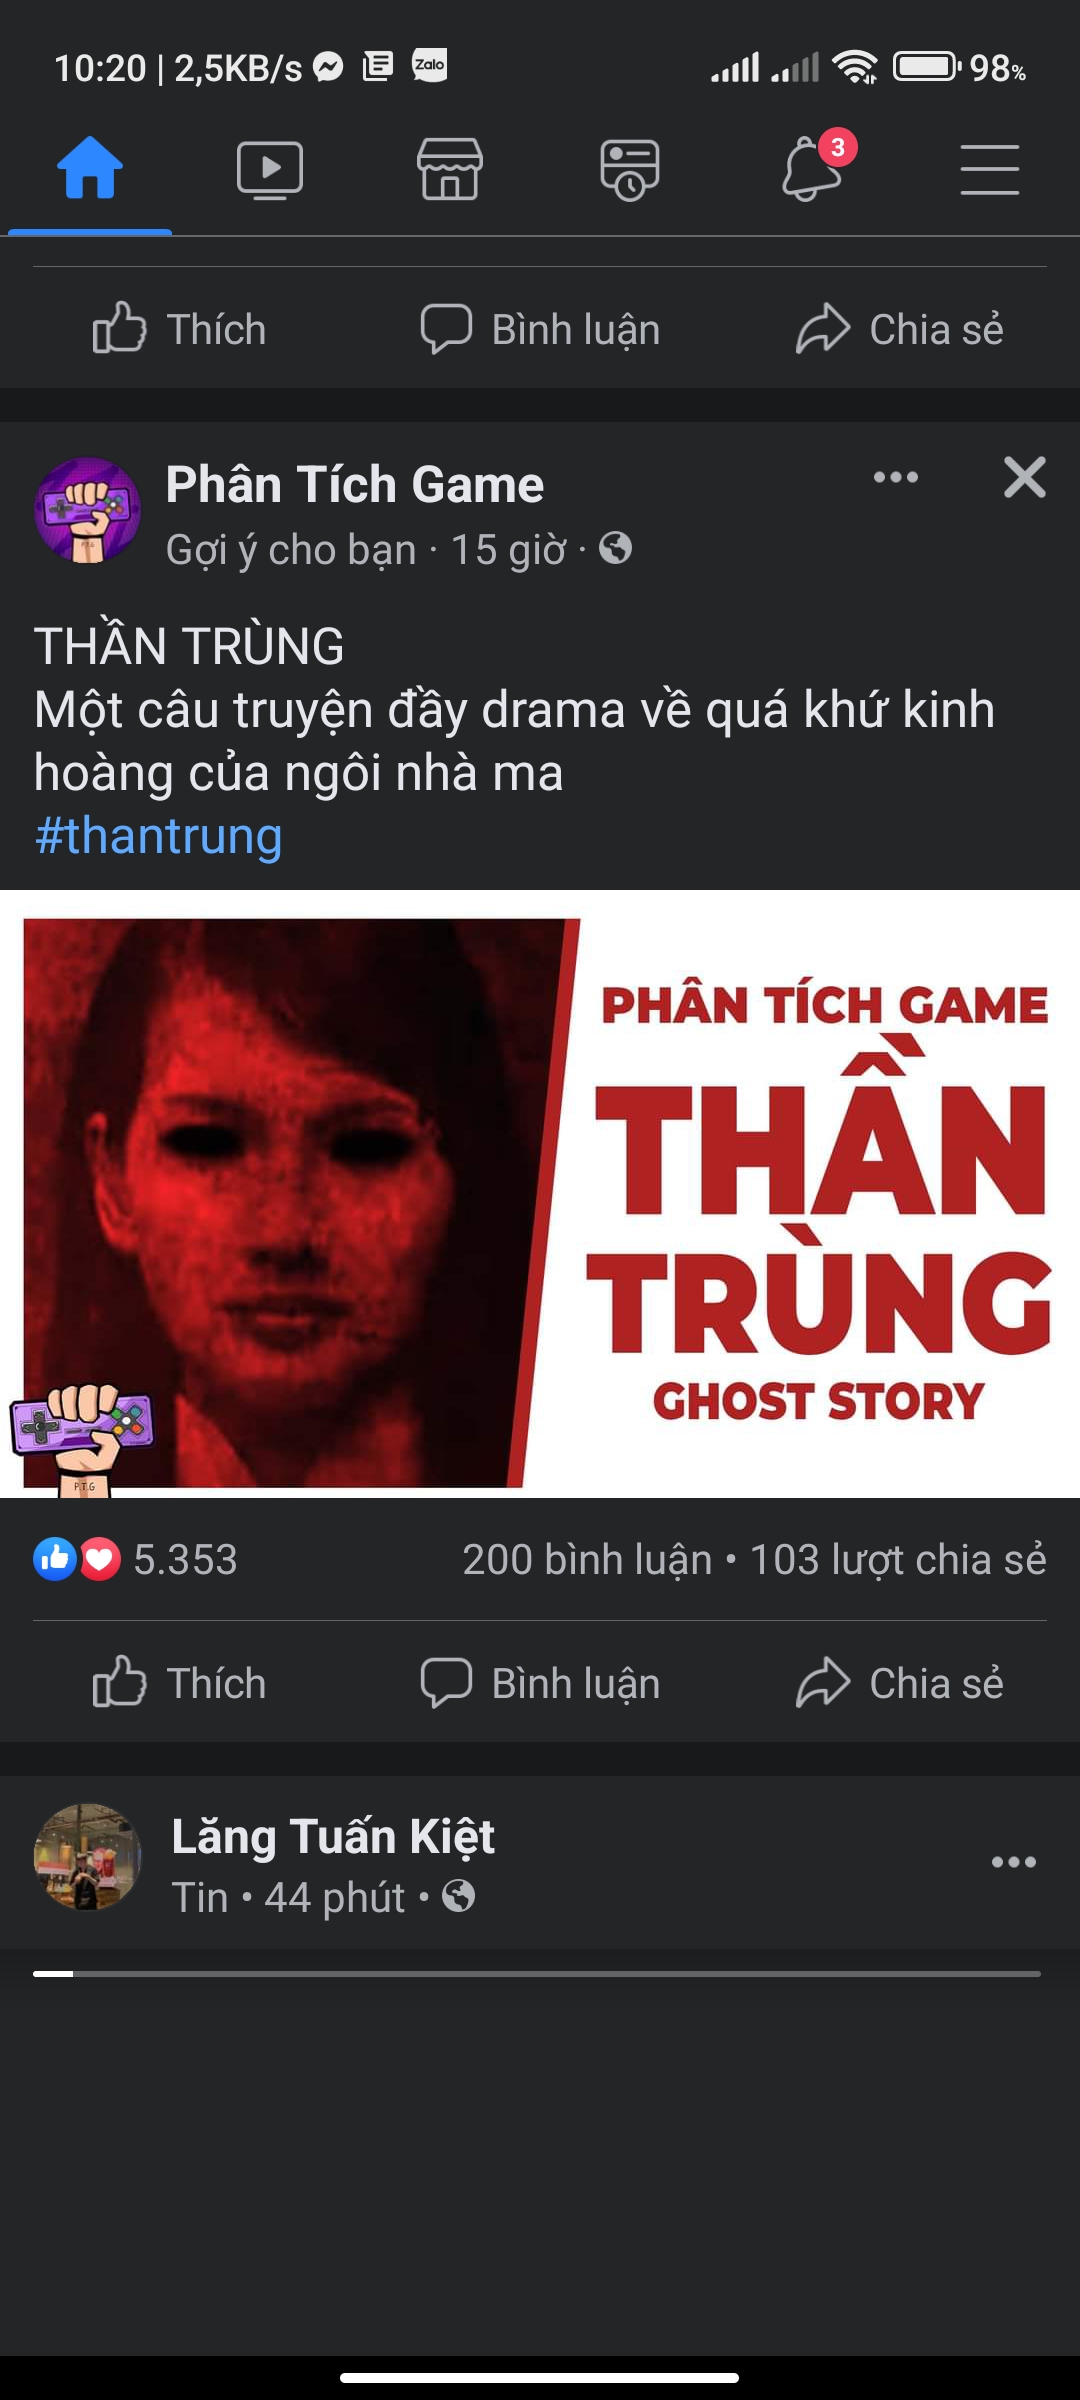 10:20 | 2,5KB/s Zalo 98%
3
Thích Bình luận Chia sẻ
Phân Tích Game
Gợi ý cho bạn · 15 giờ ·
THẦN TRÙNG
Một câu truyện đầy drama về quá khứ kinh
hoàng của ngôi nhà ma
#thantrung
PHÂN TÍCH GAME
THẦN
TRÙNG
GHOST STORY
P.T.G
5.353 200 bình luận • 103 lượt chia sẻ
Thích Bình luận Chia sẻ
Lăng Tuấn Kiệt
Tin • 44 phút •